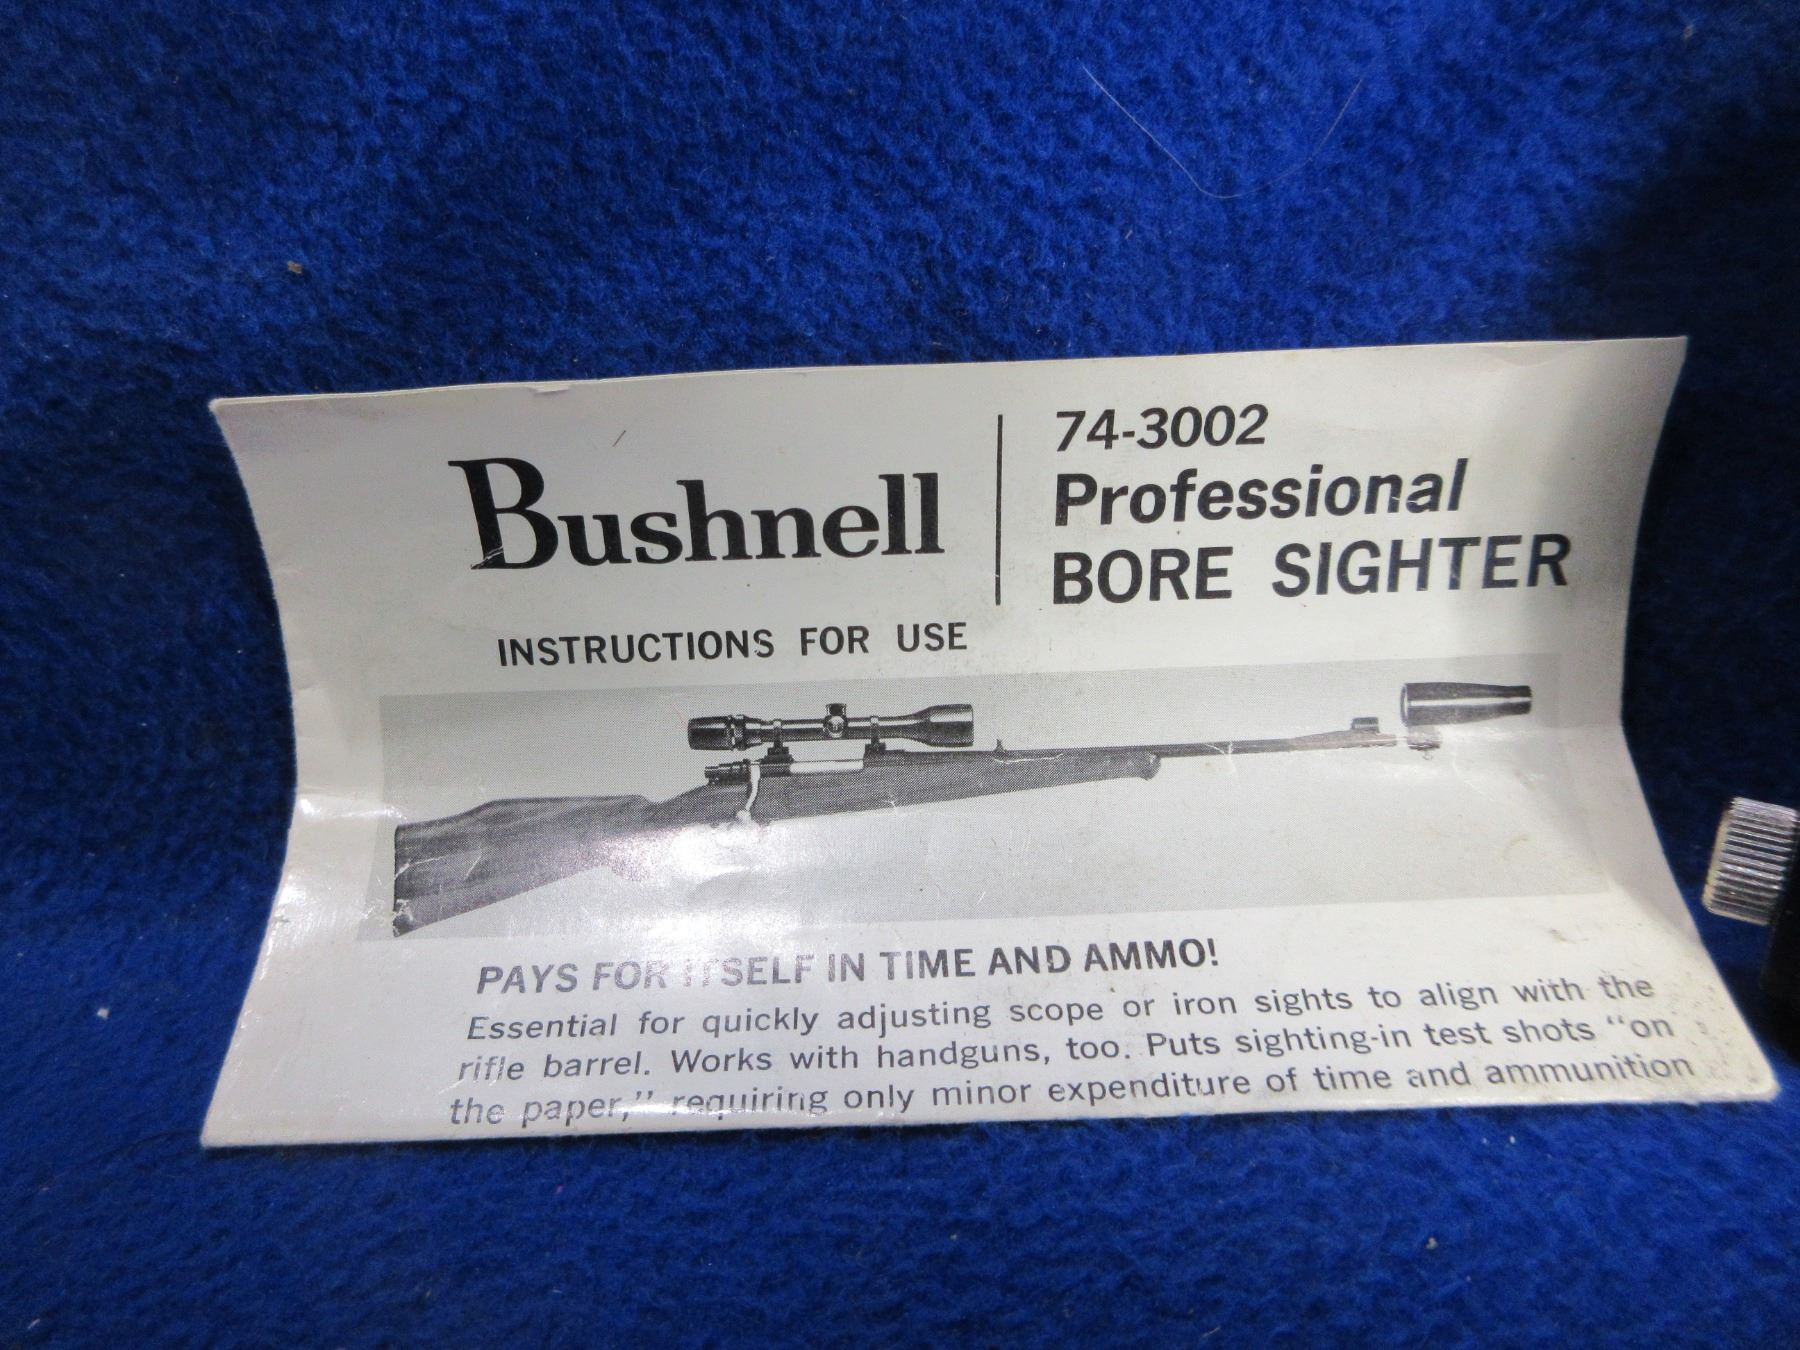 Bushnell
74-3002
Professional
BORE SIGHTER
INSTRUCTIONS FOR USE
PAYS FOR ITSELF IN TIME AND AMMO!
Essential for quickly adjusting scope or iron sights to align with the
rifle barrel. Works with handguns, too. Puts sighting-in test shots "on
the paper," requiring only minor expenditure of time and ammunition